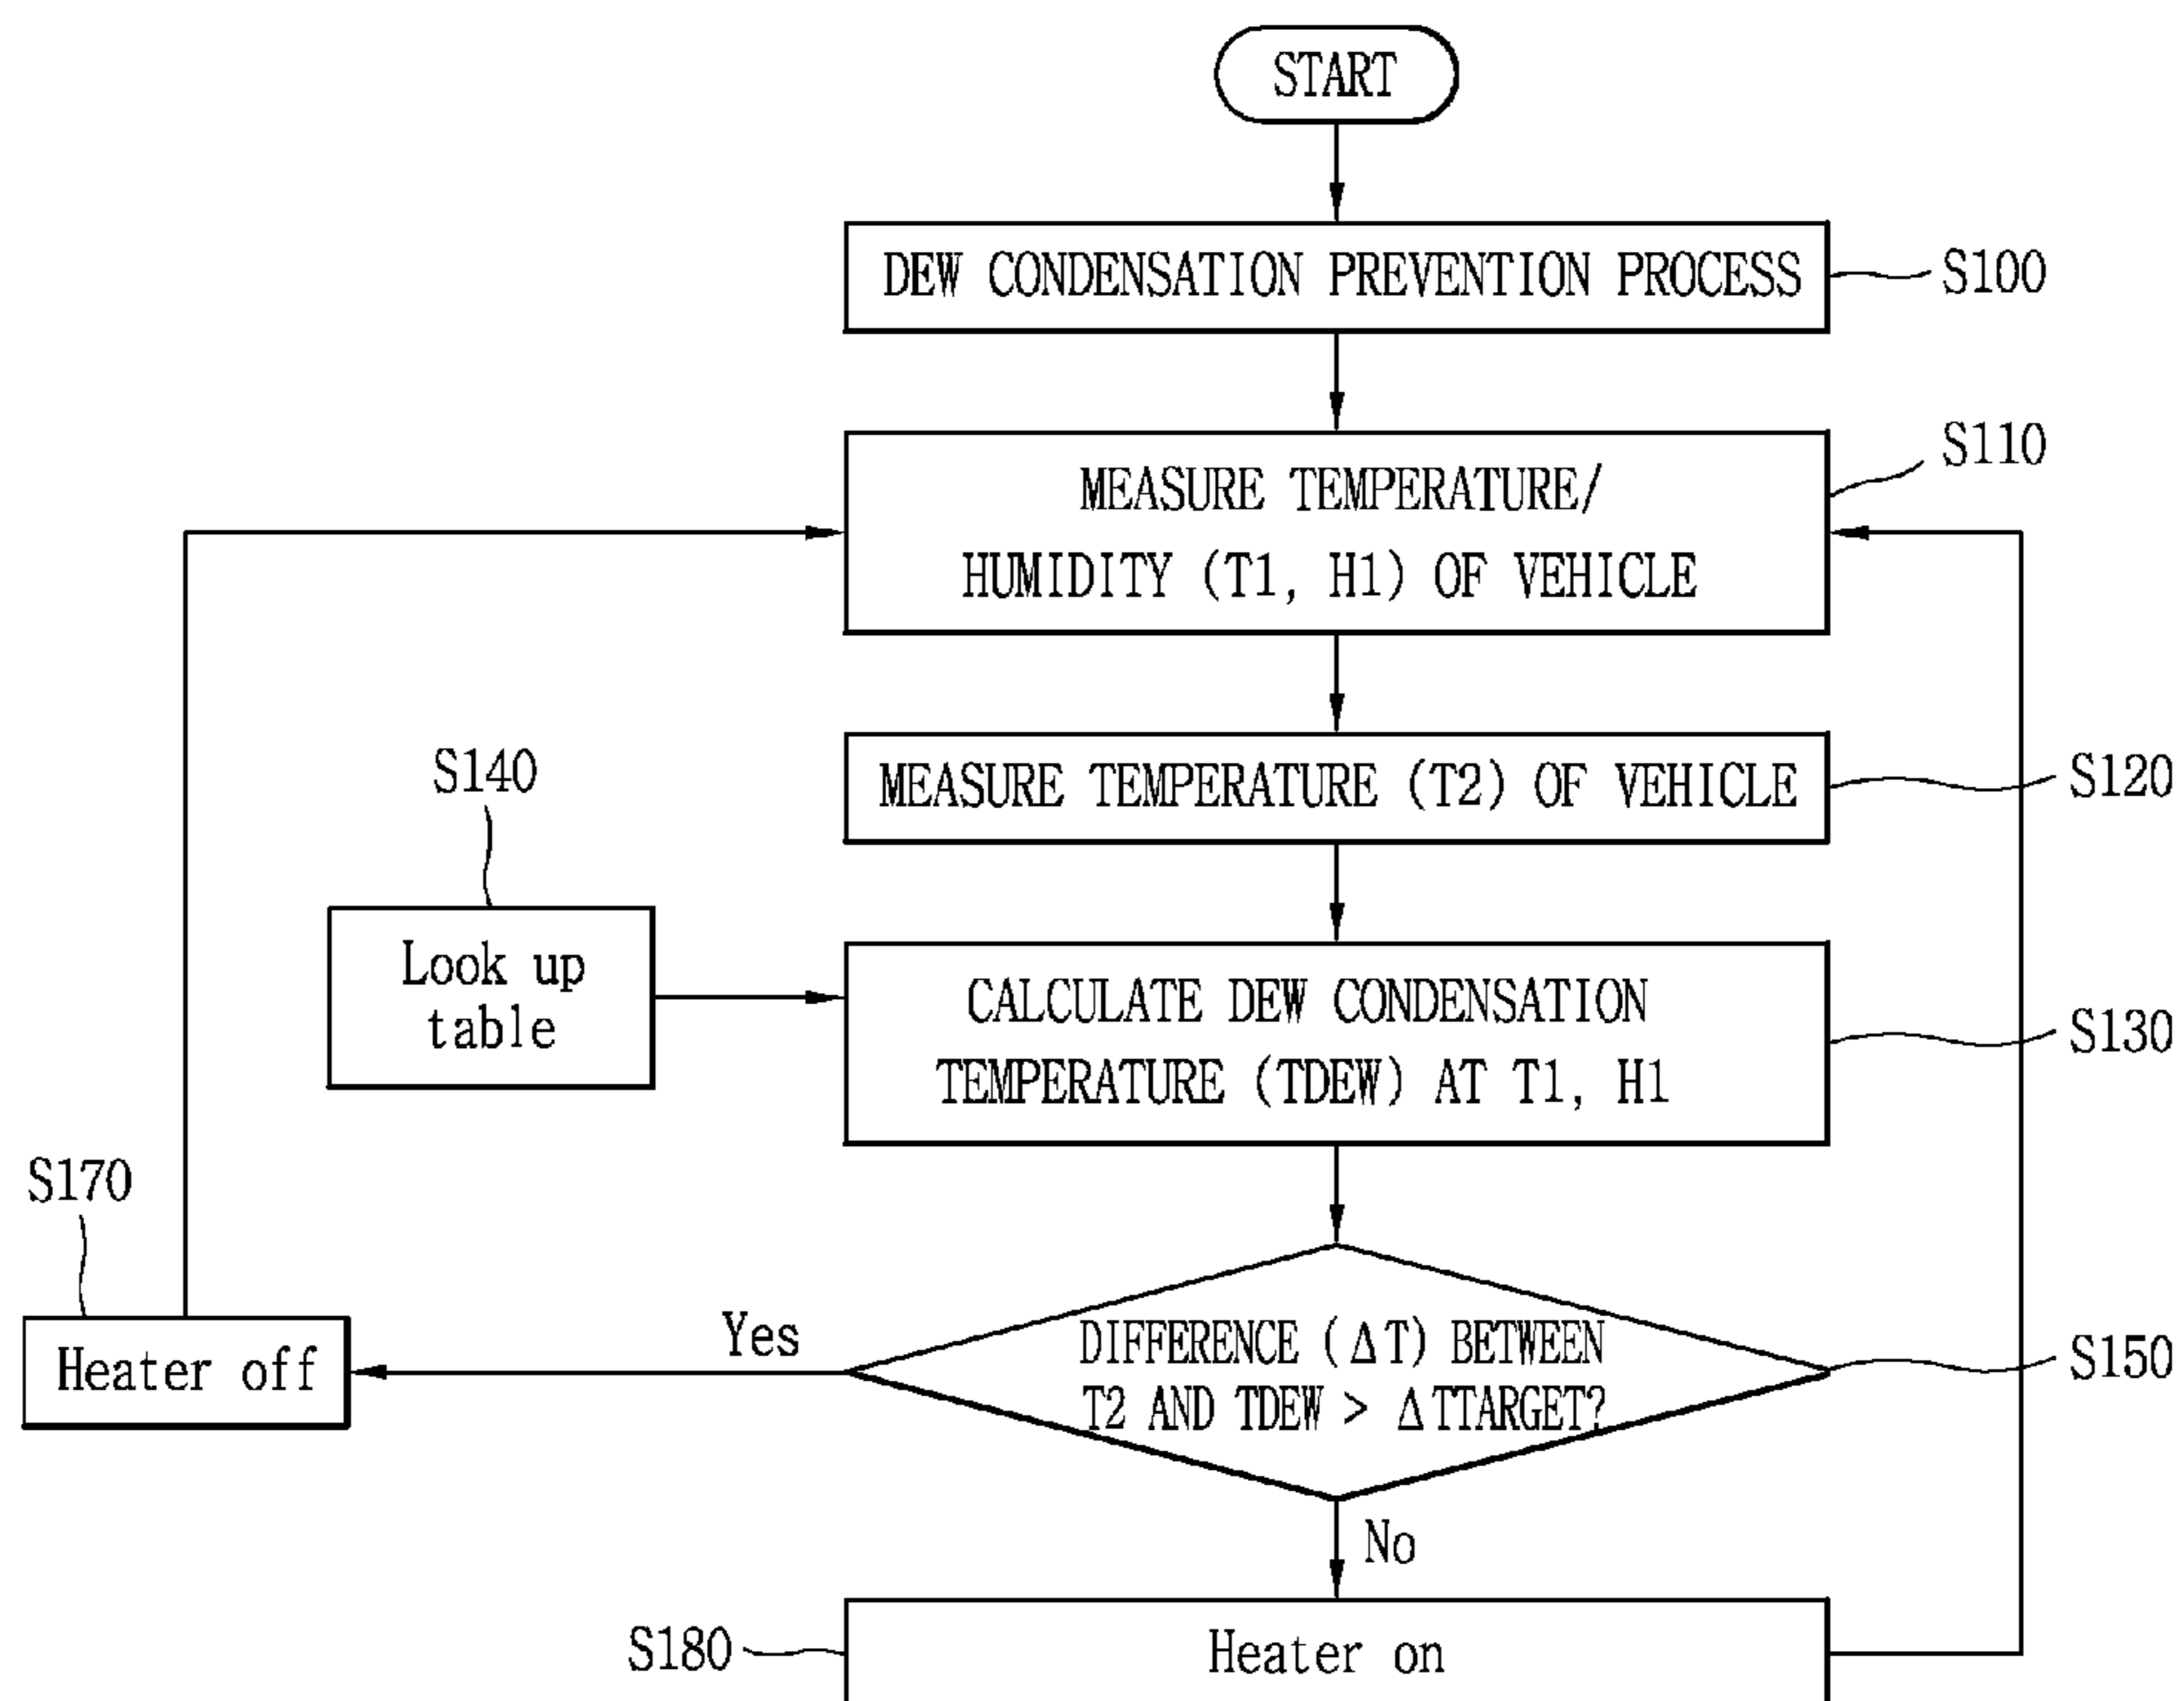 START
DEW CONDENSATION PREVENTION PROCESS
S100
MEASURE TEMPERATURE/
HUMIDITY (T1, H1) OF VEHICLE
S110
MEASURE TEMPERATURE (T2) OF VEHICLE
S120
S140
Look up
table
CALCULATE DEW CONDENSATION
TEMPERATURE (TDEW) AT T1, H1
S130
S170
Heater off
Yes
DIFFERENCE (ΔT) BETWEEN
T2 AND TDEW > ΔTTARGET?
S150
No
S180
Heater on